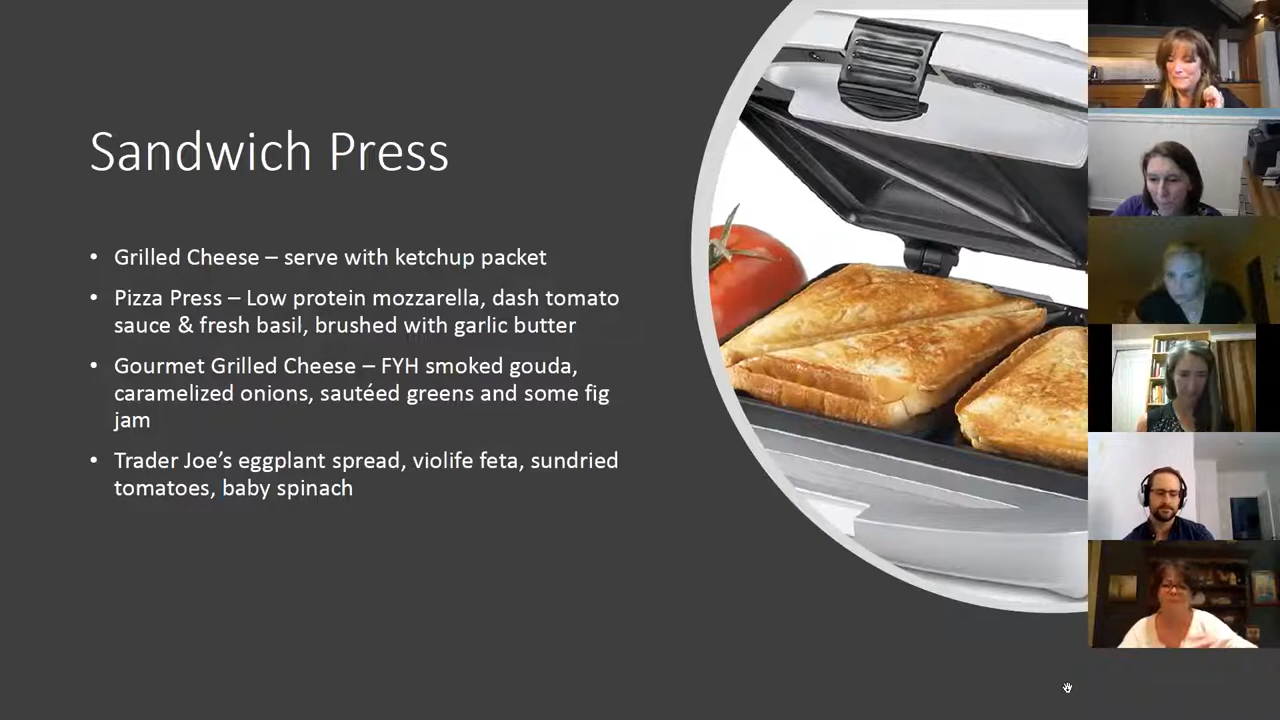 Sandwich Press
• Grilled Cheese – serve with ketchup packet
• Pizza Press – Low protein mozzarella, dash tomato
sauce & fresh basil, brushed with garlic butter
• Gourmet Grilled Cheese – FYH smoked gouda,
caramelized onions, sautéed greens and some fig
jam
• Trader Joe’s eggplant spread, violife feta, sundried
tomatoes, baby spinach